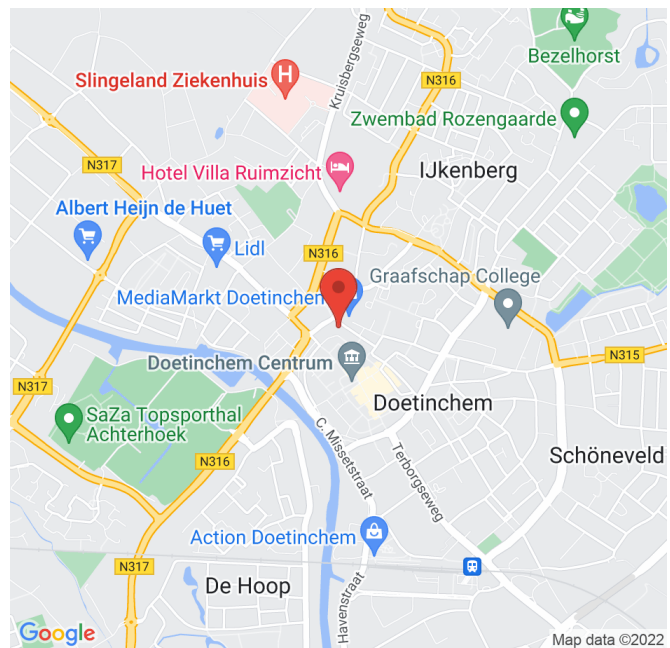 Bezelhorst
Kruisbergseweg
Slingeland Ziekenhuis
H
N316
Zwembad Rozengaarde
N317
Hotel Villa Ruimzicht
IJkenberg
Albert Heijn de Huet
Lidl
N316
Graafschap College
MediaMarkt Doetinchem
N315
Doetinchem Centrum
N317
Doetinchem
SaZa Topsporthal
Achterhoek
C. Missetstraat
Terborgseweg
Schöneveld
N316
Action Doetinchem
N317
De Hoop
Havenstraat
Google
Map data ©2022